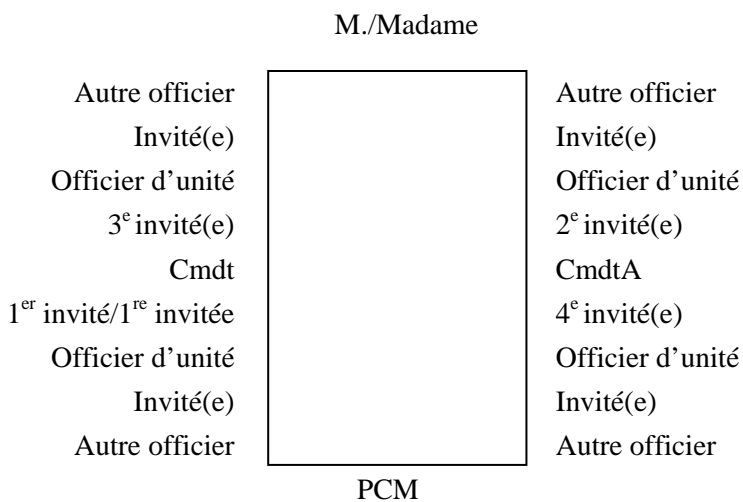 M./Madame
Autre officier Autre officier
Invité(e) Invité(e)
Officier d'unité Officier d'unité
3e invité(e) 2e invité(e)
Cmdt CmdtA
1er invité/1re invitée 4e invité(e)
Officier d'unité Officier d'unité
Invité(e) Invité(e)
Autre officier Autre officier
PCM